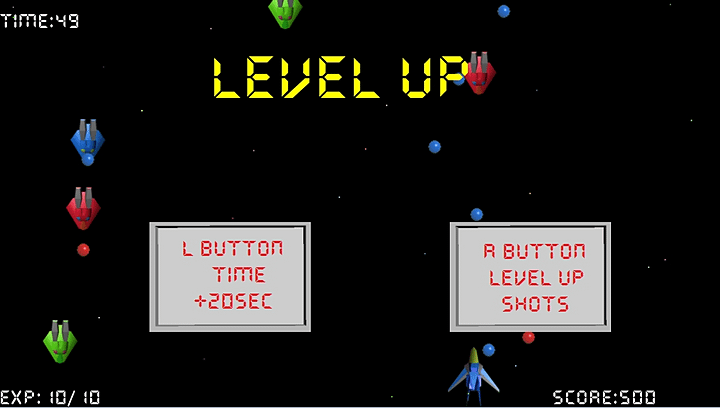 TIME:49
LEVEL UP
L BUTTON
TIME
+20SEC
R BUTTON
LEVEL UP
SHOTS
EXP: 10/10
SCORE:500